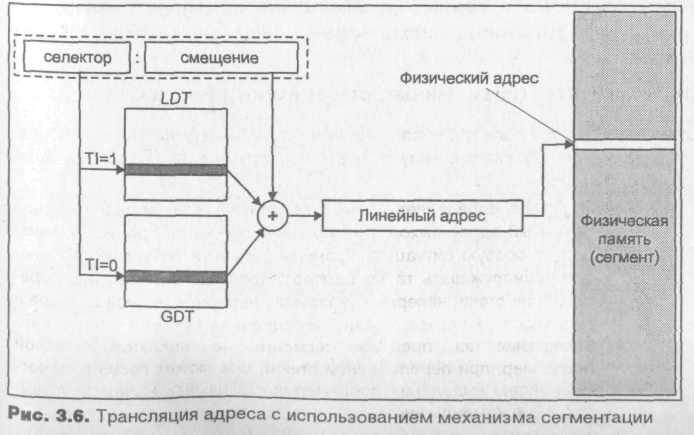 селектор : смещение
LDT
Физический адрес
TI=1
+
Линейный адрес
Физическая
память
(сегмент)
TI=0
GDT
Рис. 3.6. Трансляция адреса с использованием механизма сегментации